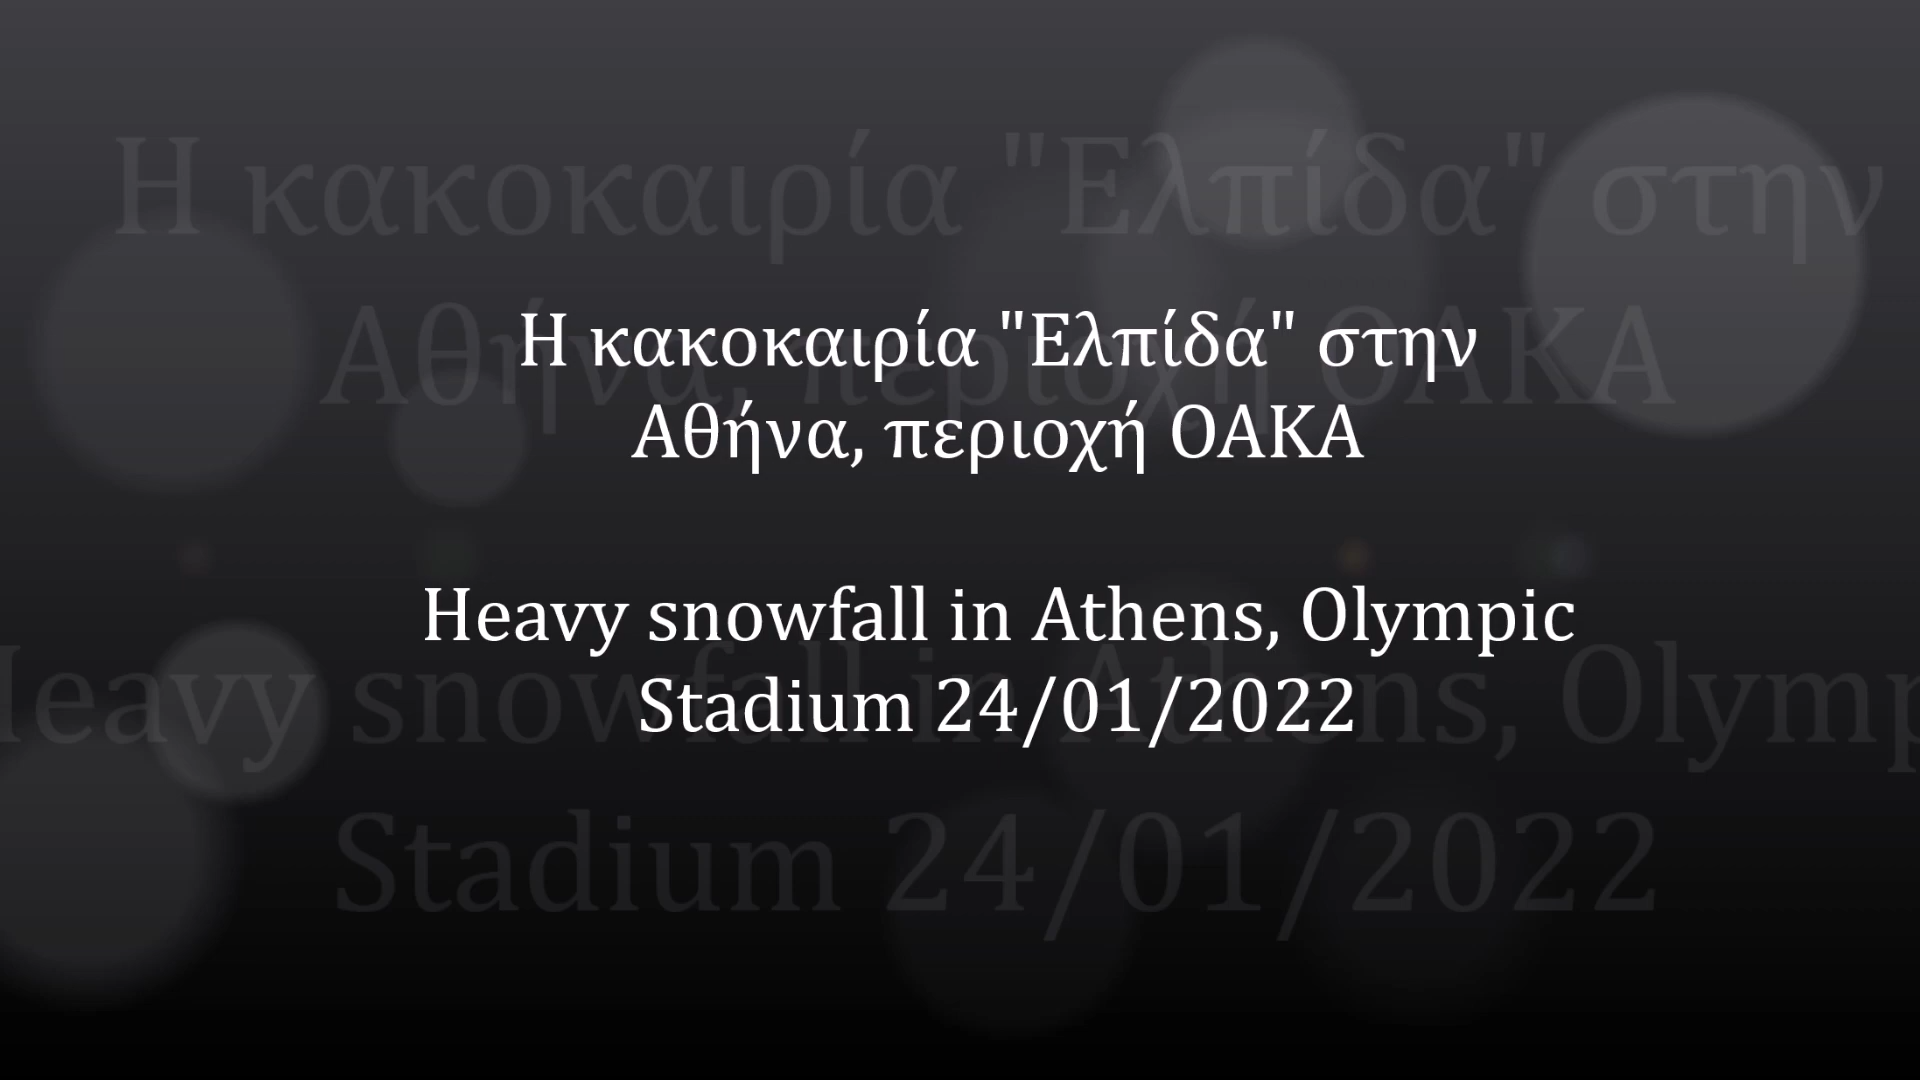 Η κακοκαιρία "Ελπίδα" στην
Αθήνα, περιοχή ΟΑΚΑ
Heavy snowfall in Athens, Olympic
Stadium 24/01/2022